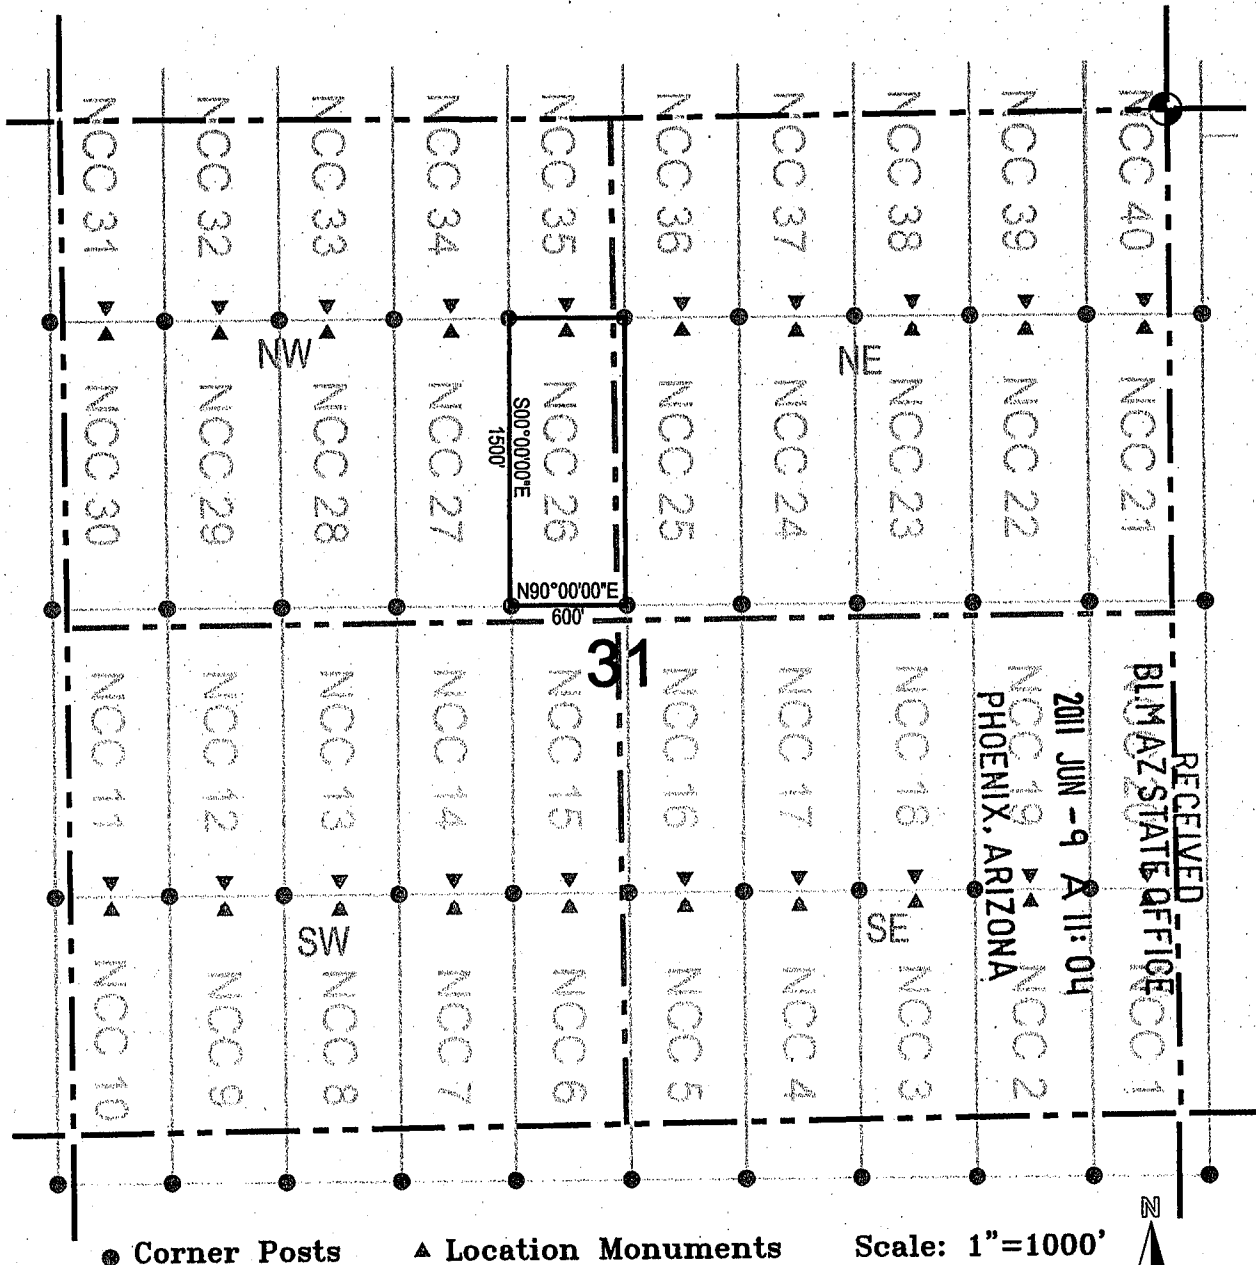 NCC 31
NCC 32
NCC 33
NCC 34
NCC 35
NCC 36
NCC 37
NCC 38
NCC 39
NCC 40
NW
NE
NCC 30
NCC 29
NCC 28
NCC 27
S00°00'00"E
1500'
NCC 26
NCC 25
NCC 24
NCC 23
NCC 22
NCC 21
N90°00'00"E
600'
31
NCC 11
NCC 12
NCC 13
NCC 14
NCC 15
NCC 16
NCC 17
NCC 18
NCC 19
NCC 20
RECEIVED
BLM AZ STATE OFFICE
2011 JUN -9 A 11:04
PHOENIX, ARIZONA
SW
SE
NCC 10
NCC 9
NCC 8
NCC 7
NCC 6
NCC 5
NCC 4
NCC 3
NCC 2
NCC 1
N
Corner Posts
Location Monuments
Scale: 1"=1000'